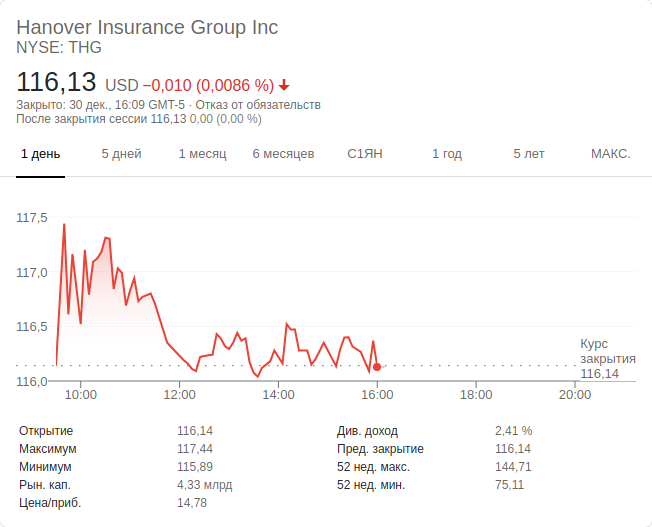 Hanover Insurance Group Inc
NYSE: THG
116,13 USD −0,010 (0,0086 %)
Закрыто: 30 дек., 16:09 GMT-5 · Отказ от обязательств
После закрытия сессии 116,13 0,00 (0,00 %)
1 день 5 дней 1 месяц 6 месяцев С1ЯН 1 год 5 лет МАКС.
117,5
117,0
116,5
116,0
Курс
закрытия
116,14
10:00 12:00 14:00 16:00 18:00 20:00
Открытие 116,14 Див. доход 2,41 %
Максимум 117,44 Пред. закрытие 116,14
Минимум 115,89 52 нед. макс. 144,71
Рын. кап. 4,33 млрд 52 нед. мин. 75,11
Цена/приб. 14,78